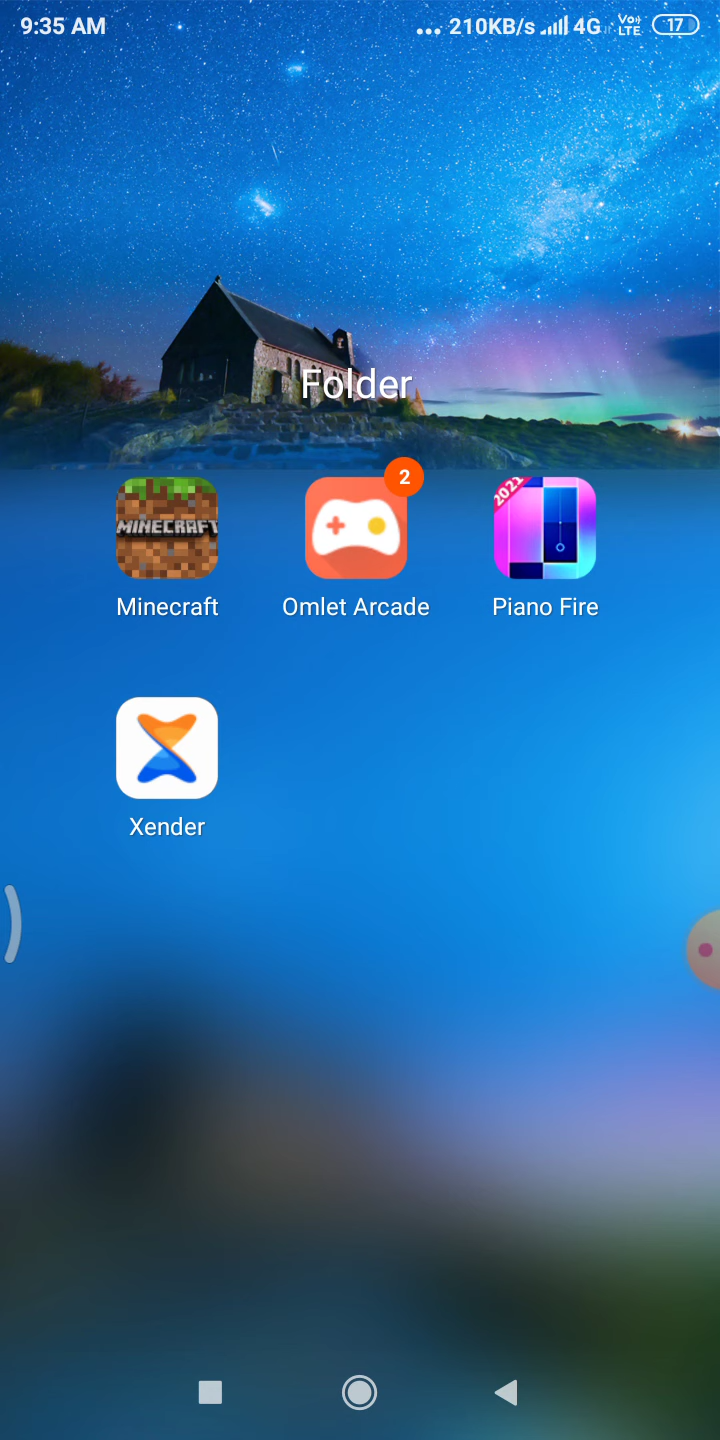 9:35 AM
... 210KB/s 4G Vo LTE 17
Folder
2
2021
MINECRAFT
Minecraft
Omlet Arcade
Piano Fire
Xender